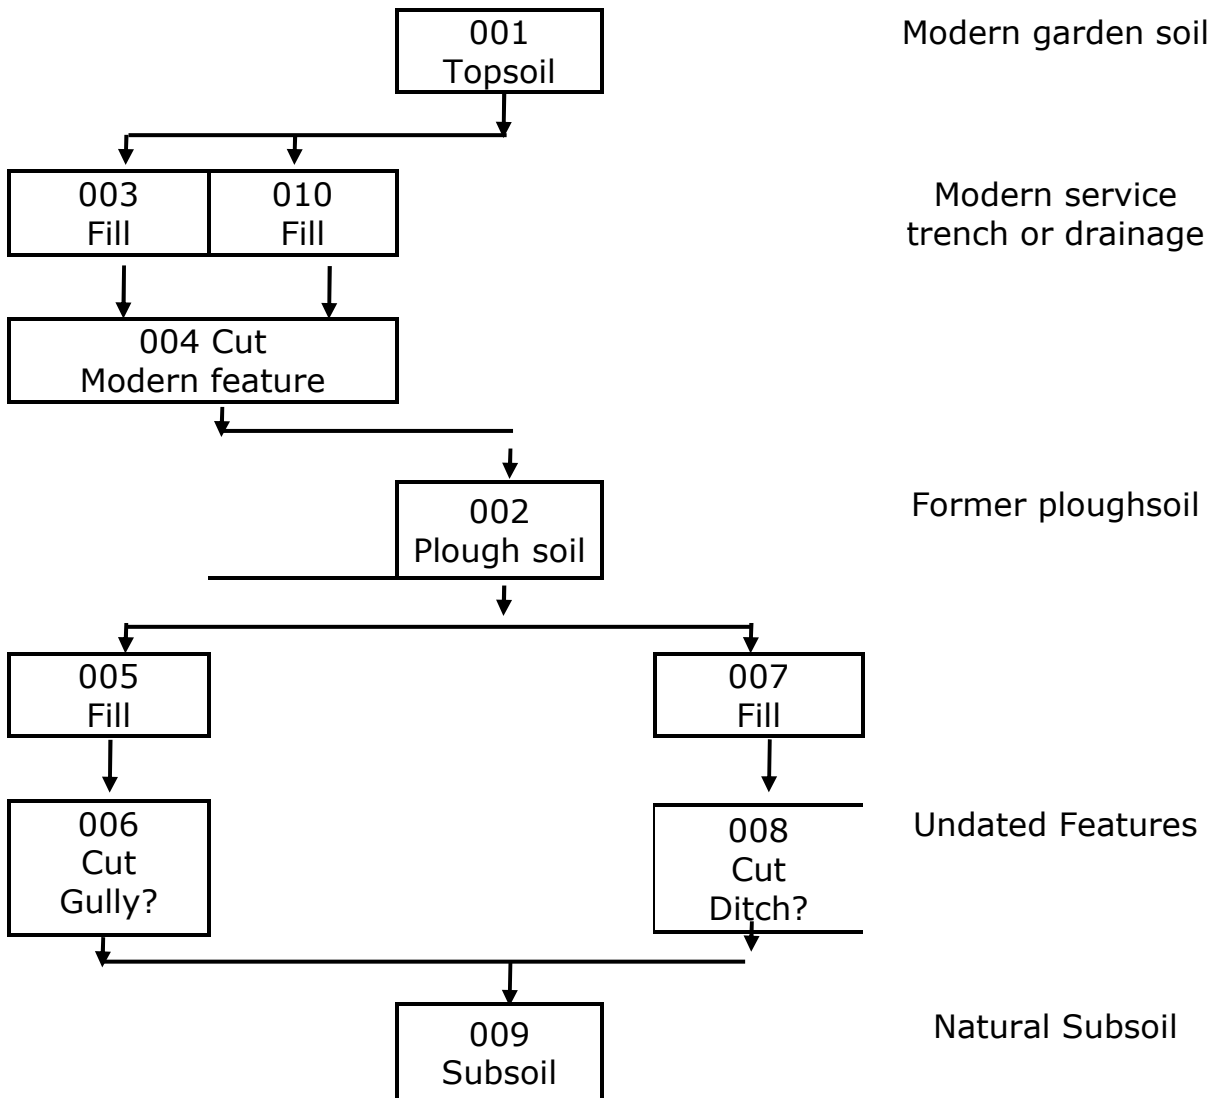 001
Topsoil
Modern garden soil
003
Fill
010
Fill
Modern service
trench or drainage
004 Cut
Modern feature
002
Plough soil
Former ploughsoil
005
Fill
007
Fill
006
Cut
Gully?
008
Cut
Ditch?
Undated Features
009
Subsoil
Natural Subsoil